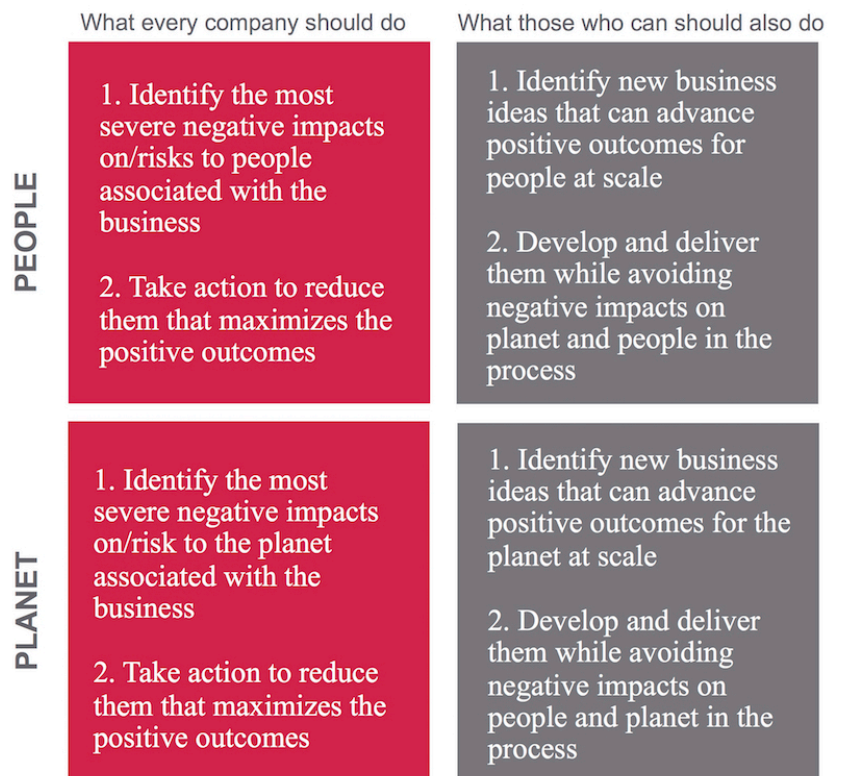 What every company should do
What those who can should also do
PEOPLE
1. Identify the most
severe negative impacts
on/risks to people
associated with the
business
2. Take action to reduce
them that maximizes the
positive outcomes
1. Identify new business
ideas that can advance
positive outcomes for
people at scale
2. Develop and deliver
them while avoiding
negative impacts on
planet and people in the
process
PLANET
1. Identify the most
severe negative impacts
on/risk to the planet
associated with the
business
2. Take action to reduce
them that maximizes the
positive outcomes
1. Identify new business
ideas that can advance
positive outcomes for the
planet at scale
2. Develop and deliver
them while avoiding
negative impacts on
people and planet in the
process